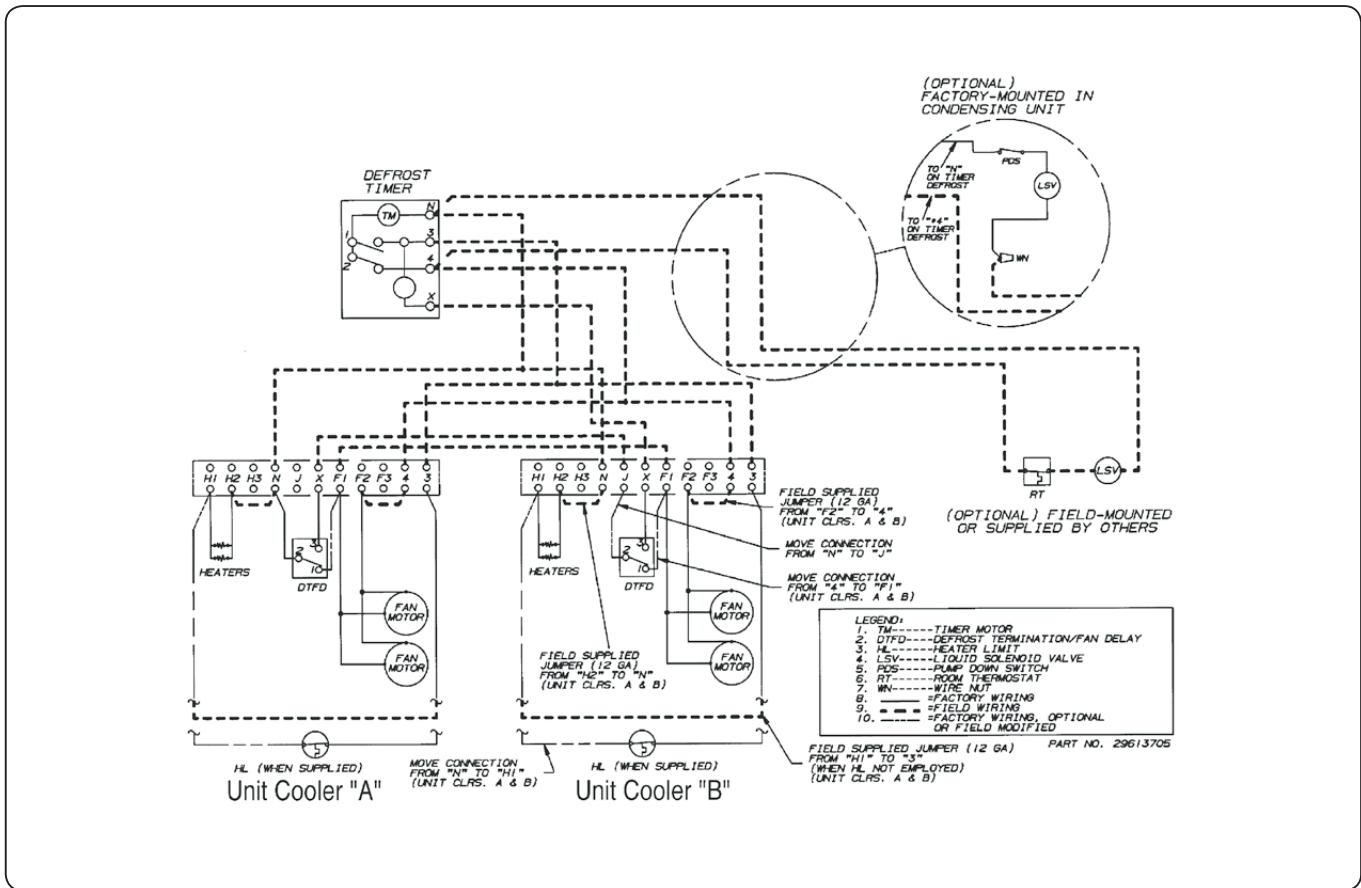 (OPTIONAL)
FACTORY-MOUNTED IN
CONDENSING UNIT
TO "N"
ON TIMER
DEFROST
PDS
LSV
TO "*4"
ON TIMER
DEFROST
WN
DEFROST
TIMER
TM
N
1
3
2
4
X
H1 H2 H3 N J X F1 F2 F3 4 3
H1 H2 H3 N J X F1 F2 F3 4 3
RT
LSV
(OPTIONAL) FIELD-MOUNTED
OR SUPPLIED BY OTHERS
FIELD SUPPLIED
JUMPER (12 GA)
FROM "F2" TO "4"
(UNIT CLRS. A & B)
MOVE CONNECTION
FROM "N" TO "J"
MOVE CONNECTION
FROM "4" TO "F1"
(UNIT CLRS. A & B)
HEATERS
2
3
1
DTFD
FAN
MOTOR
FAN
MOTOR
HEATERS
2
3
1
DTFD
FAN
MOTOR
FAN
MOTOR
FIELD SUPPLIED
JUMPER (12 GA)
FROM "H2" TO "N"
(UNIT CLRS. A & B)
LEGEND:
1. TM------TIMER MOTOR
2. DTFD----DEFROST TERMINATION/FAN DELAY
3. HL------HEATER LIMIT
4. LSV-----LIQUID SOLENOID VALVE
5. PDS-----PUMP DOWN SWITCH
6. RT------ROOM THERMOSTAT
7. WN------WIRE NUT
8. =FACTORY WIRING
9. =FIELD WIRING
10. =FACTORY WIRING, OPTIONAL
OR FIELD MODIFIED
PART NO. 29613705
HL (WHEN SUPPLIED)
Unit Cooler "A"
MOVE CONNECTION
FROM "N" TO "H1"
(UNIT CLRS. A & B)
HL (WHEN SUPPLIED)
Unit Cooler "B"
FIELD SUPPLIED JUMPER (12 GA)
FROM "H1" TO "3"
(WHEN HL NOT EMPLOYED)
(UNIT CLRS. A & B)